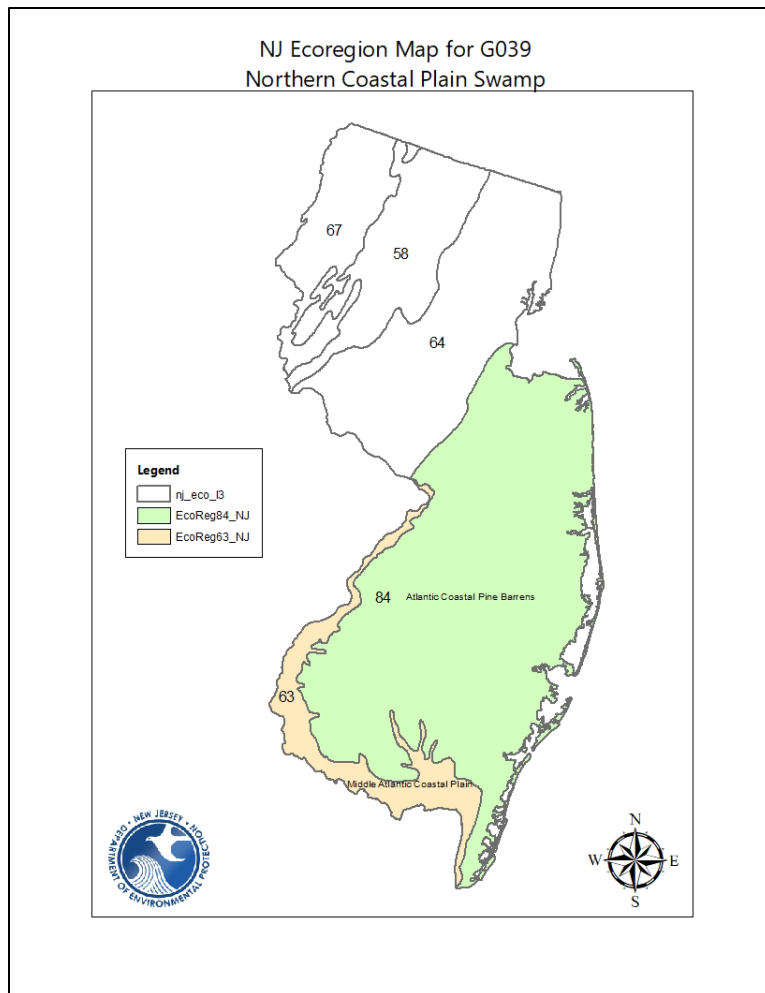 NJ Ecoregion Map for G039
Northern Coastal Plain Swamp
67
58
64
Legend
nj_eco_l3
EcoReg84_NJ
EcoReg63_NJ
84
Atlantic Coastal Pine Barrens
63
Middle Atlantic Coastal Plain
• NEW JERSEY •
DEPARTMENT OF ENVIRONMENTAL PROTECTION
N
W
E
S